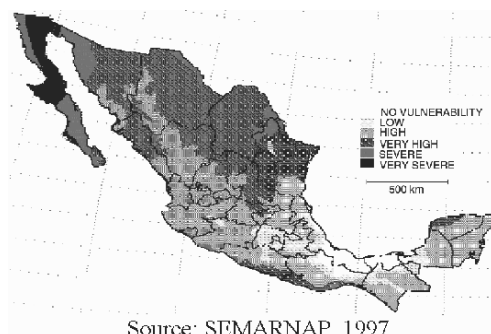 NO VULNERABILITY
LOW
HIGH
VERY HIGH
SEVERE
VERY SEVERE
500 km
Source: SEMARNAP, 1997